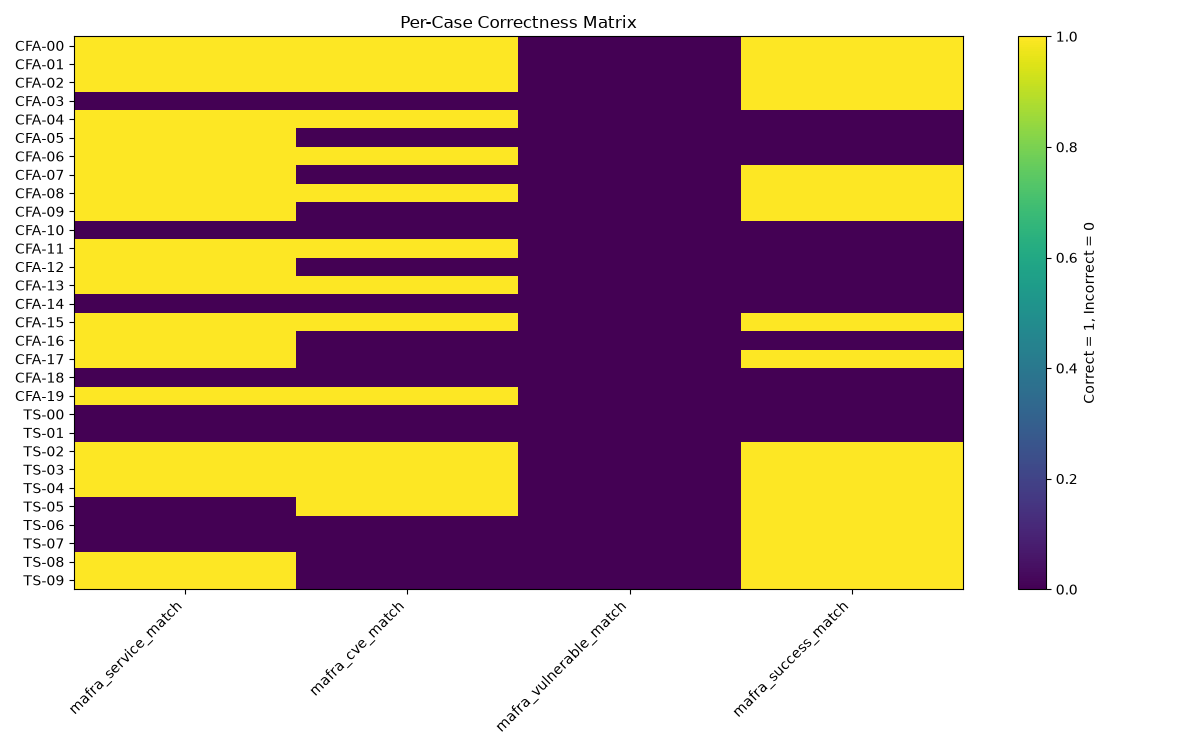 Per-Case Correctness Matrix
CFA-00
CFA-01
CFA-02
CFA-03
CFA-04
CFA-05
CFA-06
CFA-07
CFA-08
CFA-09
CFA-10
CFA-11
CFA-12
CFA-13
CFA-14
CFA-15
CFA-16
CFA-17
CFA-18
CFA-19
TS-00
TS-01
TS-02
TS-03
TS-04
TS-05
TS-06
TS-07
TS-08
TS-09
mafra_service_match
mafra_cve_match
mafra_vulnerable_match
mafra_success_match
1.0
0.8
0.6
0.4
0.2
0.0
Correct = 1, Incorrect = 0